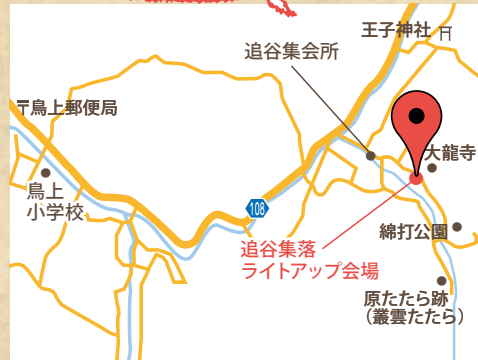 王子神社
追谷集会所
〒鳥上郵便局
大龍寺
鳥上
小学校
108
綿打公園
追谷集落
ライトアップ会場
原たたら跡
（叢雲たたら）